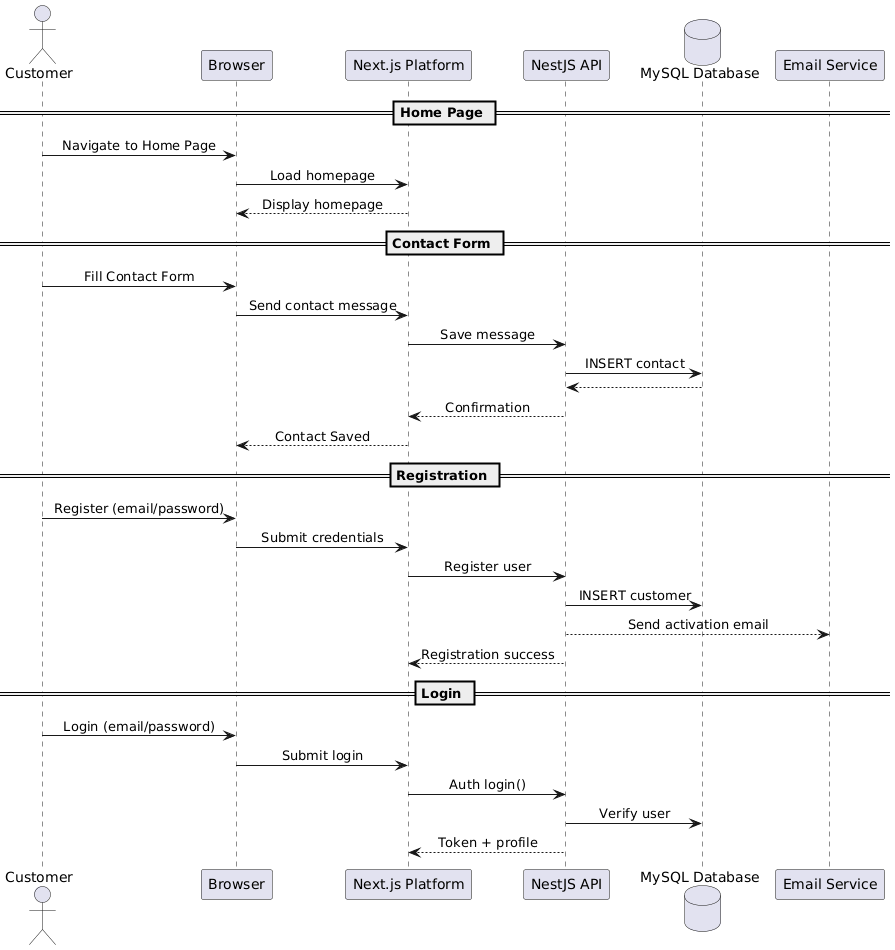 Customer
Browser
Next.js Platform
NestJS API
MySQL Database
Email Service
Home Page
Navigate to Home Page
Load homepage
Display homepage
Contact Form
Fill Contact Form
Send contact message
Save message
INSERT contact
Confirmation
Contact Saved
Registration
Register (email/password)
Submit credentials
Register user
INSERT customer
Send activation email
Registration success
Login
Login (email/password)
Submit login
Auth login()
Verify user
Token + profile
Customer
Browser
Next.js Platform
NestJS API
MySQL Database
Email Service